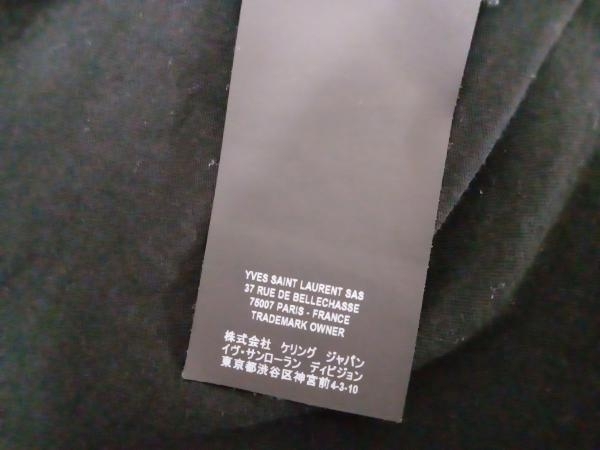 YVES SAINT LAURENT SAS
37 RUE DE BELLECHASSE
75007 PARIS - FRANCE
TRADEMARK OWNER
株式会社 ケリング ジャパン
イヴ・サンローラン ディビジョン
東京都渋谷区神宮前4-3-10